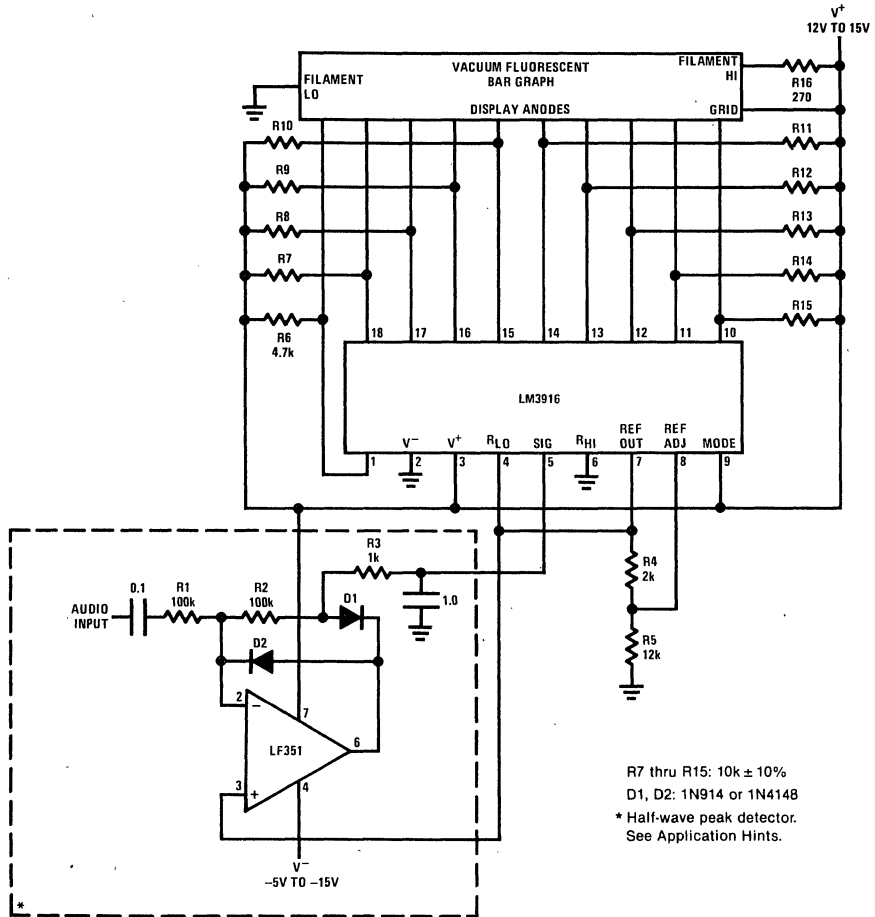 V+
12V TO 15V
FILAMENT
LO
VACUUM FLUORESCENT
BAR GRAPH
FILAMENT
HI
DISPLAY ANODES
GRID
R16
270
R10
R11
R9
R12
R8
R13
R7
R14
R6
4.7k
R15
18
17
16
15
14
13
12
11
10
LM3916
V−
V+
RLO
SIG
RHI
REF
OUT
REF
ADJ
MODE
1
2
3
4
5
6
7
8
9
R3
1k
R4
2k
AUDIO
INPUT
0.1
R1
100k
R2
100k
D1
1.0
D2
R5
12k
2
−
7
LF351
6
3
+
4
V−
−5V TO −15V
*
R7 thru R15: 10k ± 10%
D1, D2: 1N914 or 1N4148
* Half-wave peak detector.
See Application Hints.